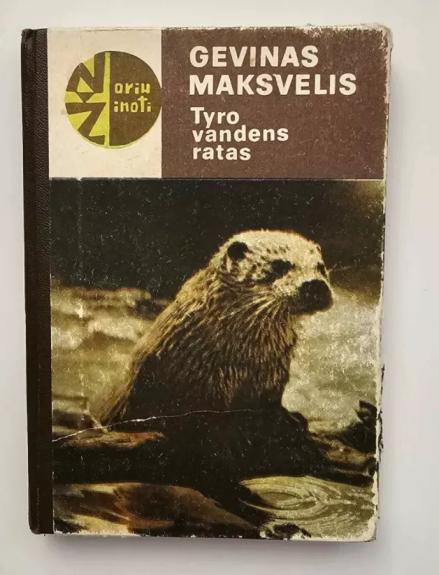 Noriu
Žinoti
GEVINAS
MAKSVELIS
Tyro
vandens
ratas